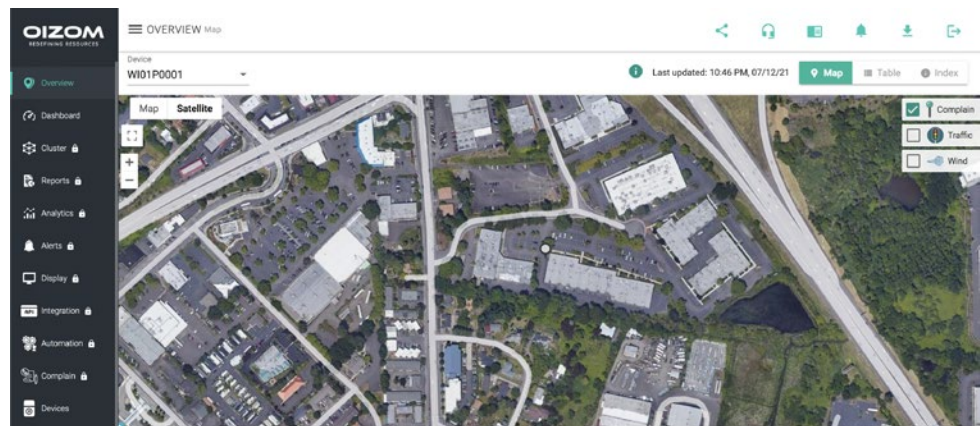 OIZOM
REDEFINING RESOURCES
OVERVIEW Map
Device
WI01P0001
Last updated: 10:46 PM, 07/12/21
Map
Table
Index
Overview
Dashboard
Cluster
Reports
Analytics
Alerts
Display
Integration
Automation
Complain
Devices
Map
Satellite
+
−
Complain
Traffic
Wind